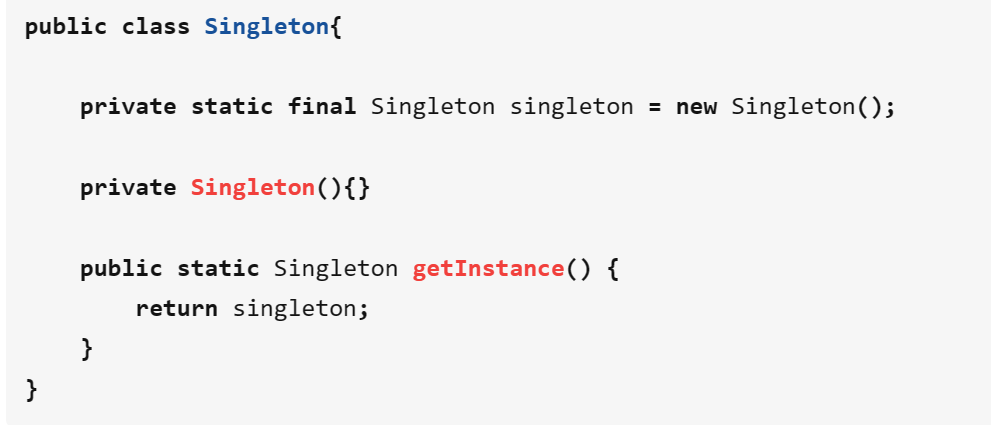 public class Singleton{
    private static final Singleton singleton = new Singleton();
    private Singleton(){}
    public static Singleton getInstance() {
        return singleton;
    }
}